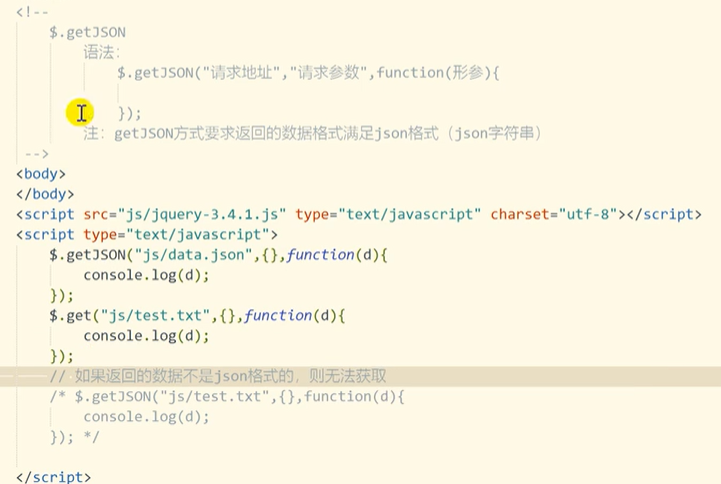 <!--
$.getJSON
语法：
$.getJSON("请求地址","请求参数",function(形参){
});
注：getJSON方式要求返回的数据格式满足json格式（json字符串）
-->
<body>
</body>
<script src="js/jquery-3.4.1.js" type="text/javascript" charset="utf-8"></script>
<script type="text/javascript">
$.getJSON("js/data.json",{},function(d){
console.log(d);
});
$.get("js/test.txt",{},function(d){
console.log(d);
});
// 如果返回的数据不是json格式的，则无法获取
/* $.getJSON("js/test.txt",{},function(d){
console.log(d);
}); */
</script>